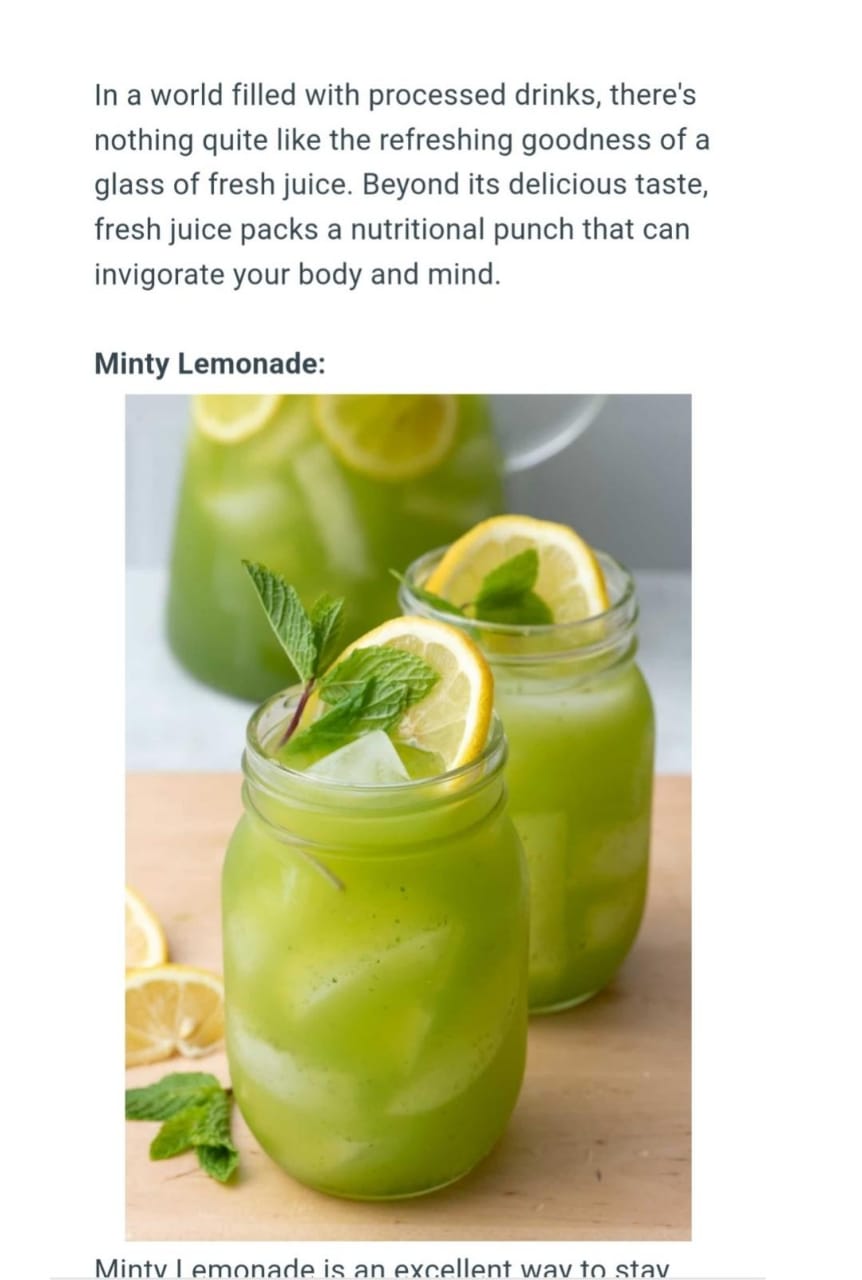 In a world filled with processed drinks, there's
nothing quite like the refreshing goodness of a
glass of fresh juice. Beyond its delicious taste,
fresh juice packs a nutritional punch that can
invigorate your body and mind.
Minty Lemonade:
Minty Lemonade is an excellent way to stay